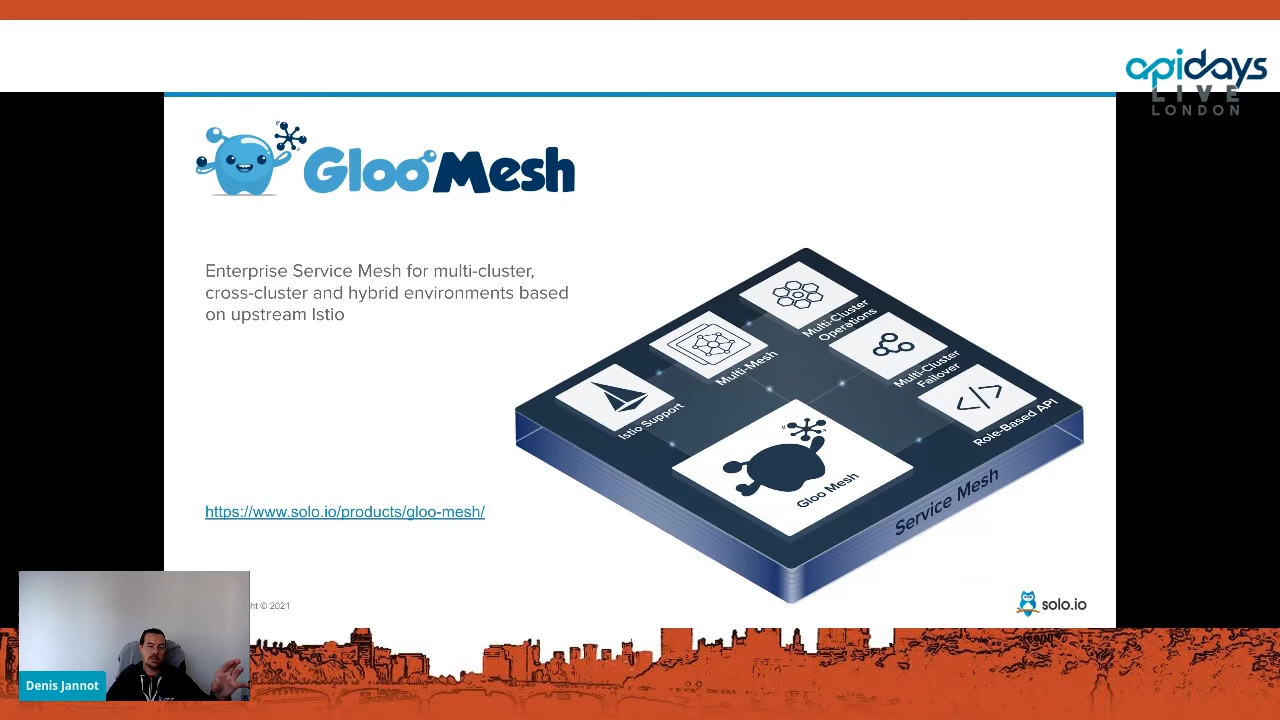 apidays
LIVE
LONDON
Gloo Mesh
Enterprise Service Mesh for multi-cluster,
cross-cluster and hybrid environments based
on upstream Istio
Multi-Cluster
Operations
Multi-Mesh
Multi-Cluster
Failover
Istio Support
Role-Based API
Gloo Mesh
Service Mesh
https://www.solo.io/products/gloo-mesh/
ht © 2021
solo.io
Denis Jannot